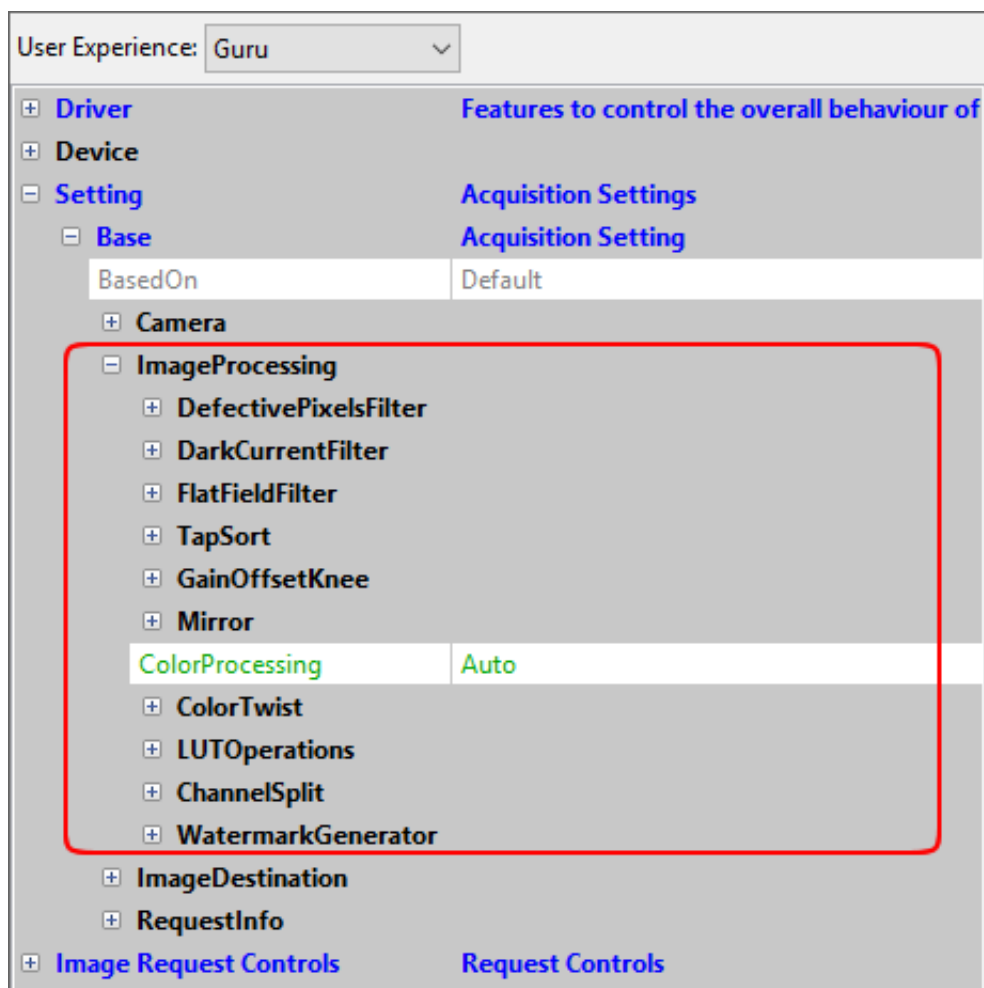 User Experience: Guru
Driver Features to control the overall behaviour of
Device
Setting Acquisition Settings
Base Acquisition Setting
BasedOn Default
Camera
ImageProcessing
DefectivePixelsFilter
DarkCurrentFilter
FlatFieldFilter
TapSort
GainOffsetKnee
Mirror
ColorProcessing Auto
ColorTwist
LUTOperations
ChannelSplit
WatermarkGenerator
ImageDestination
RequestInfo
Image Request Controls Request Controls